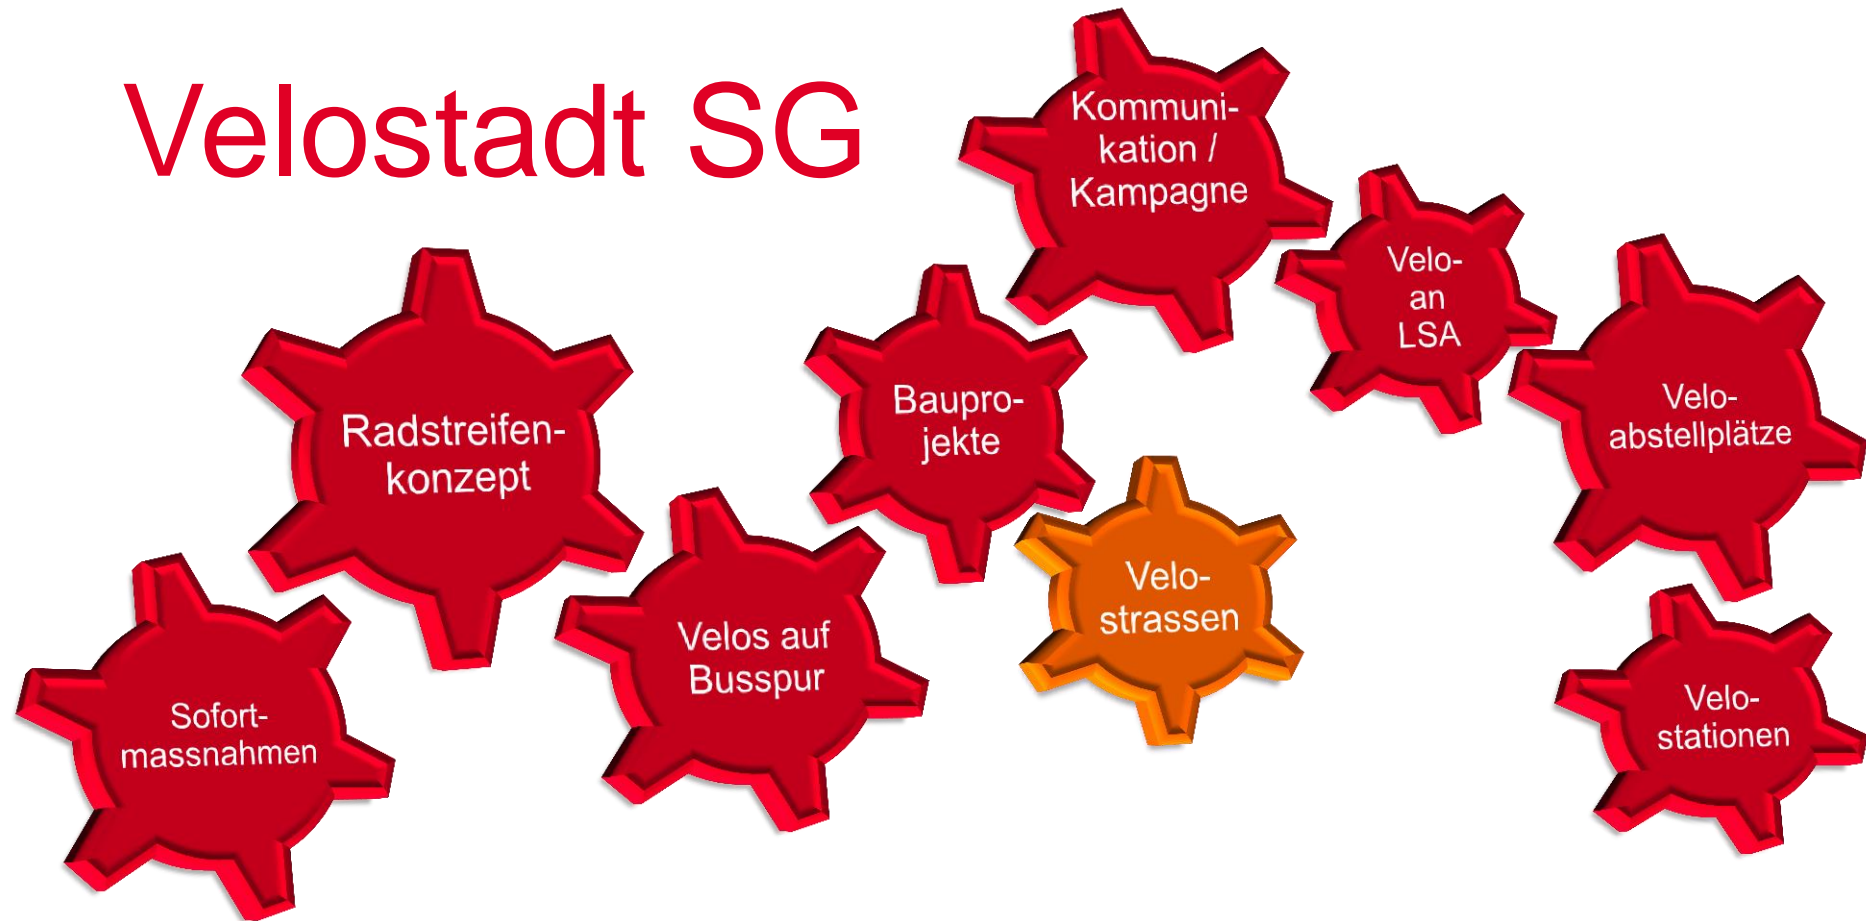 Velostadt SG
Kommuni-
kation /
Kampagne
Velo-
an
LSA
Velo-
abstellplätze
Baupro-
jekte
Radstreifen-
konzept
Velo-
strassen
Velos auf
Busspur
Sofort-
massnahmen
Velo-
stationen